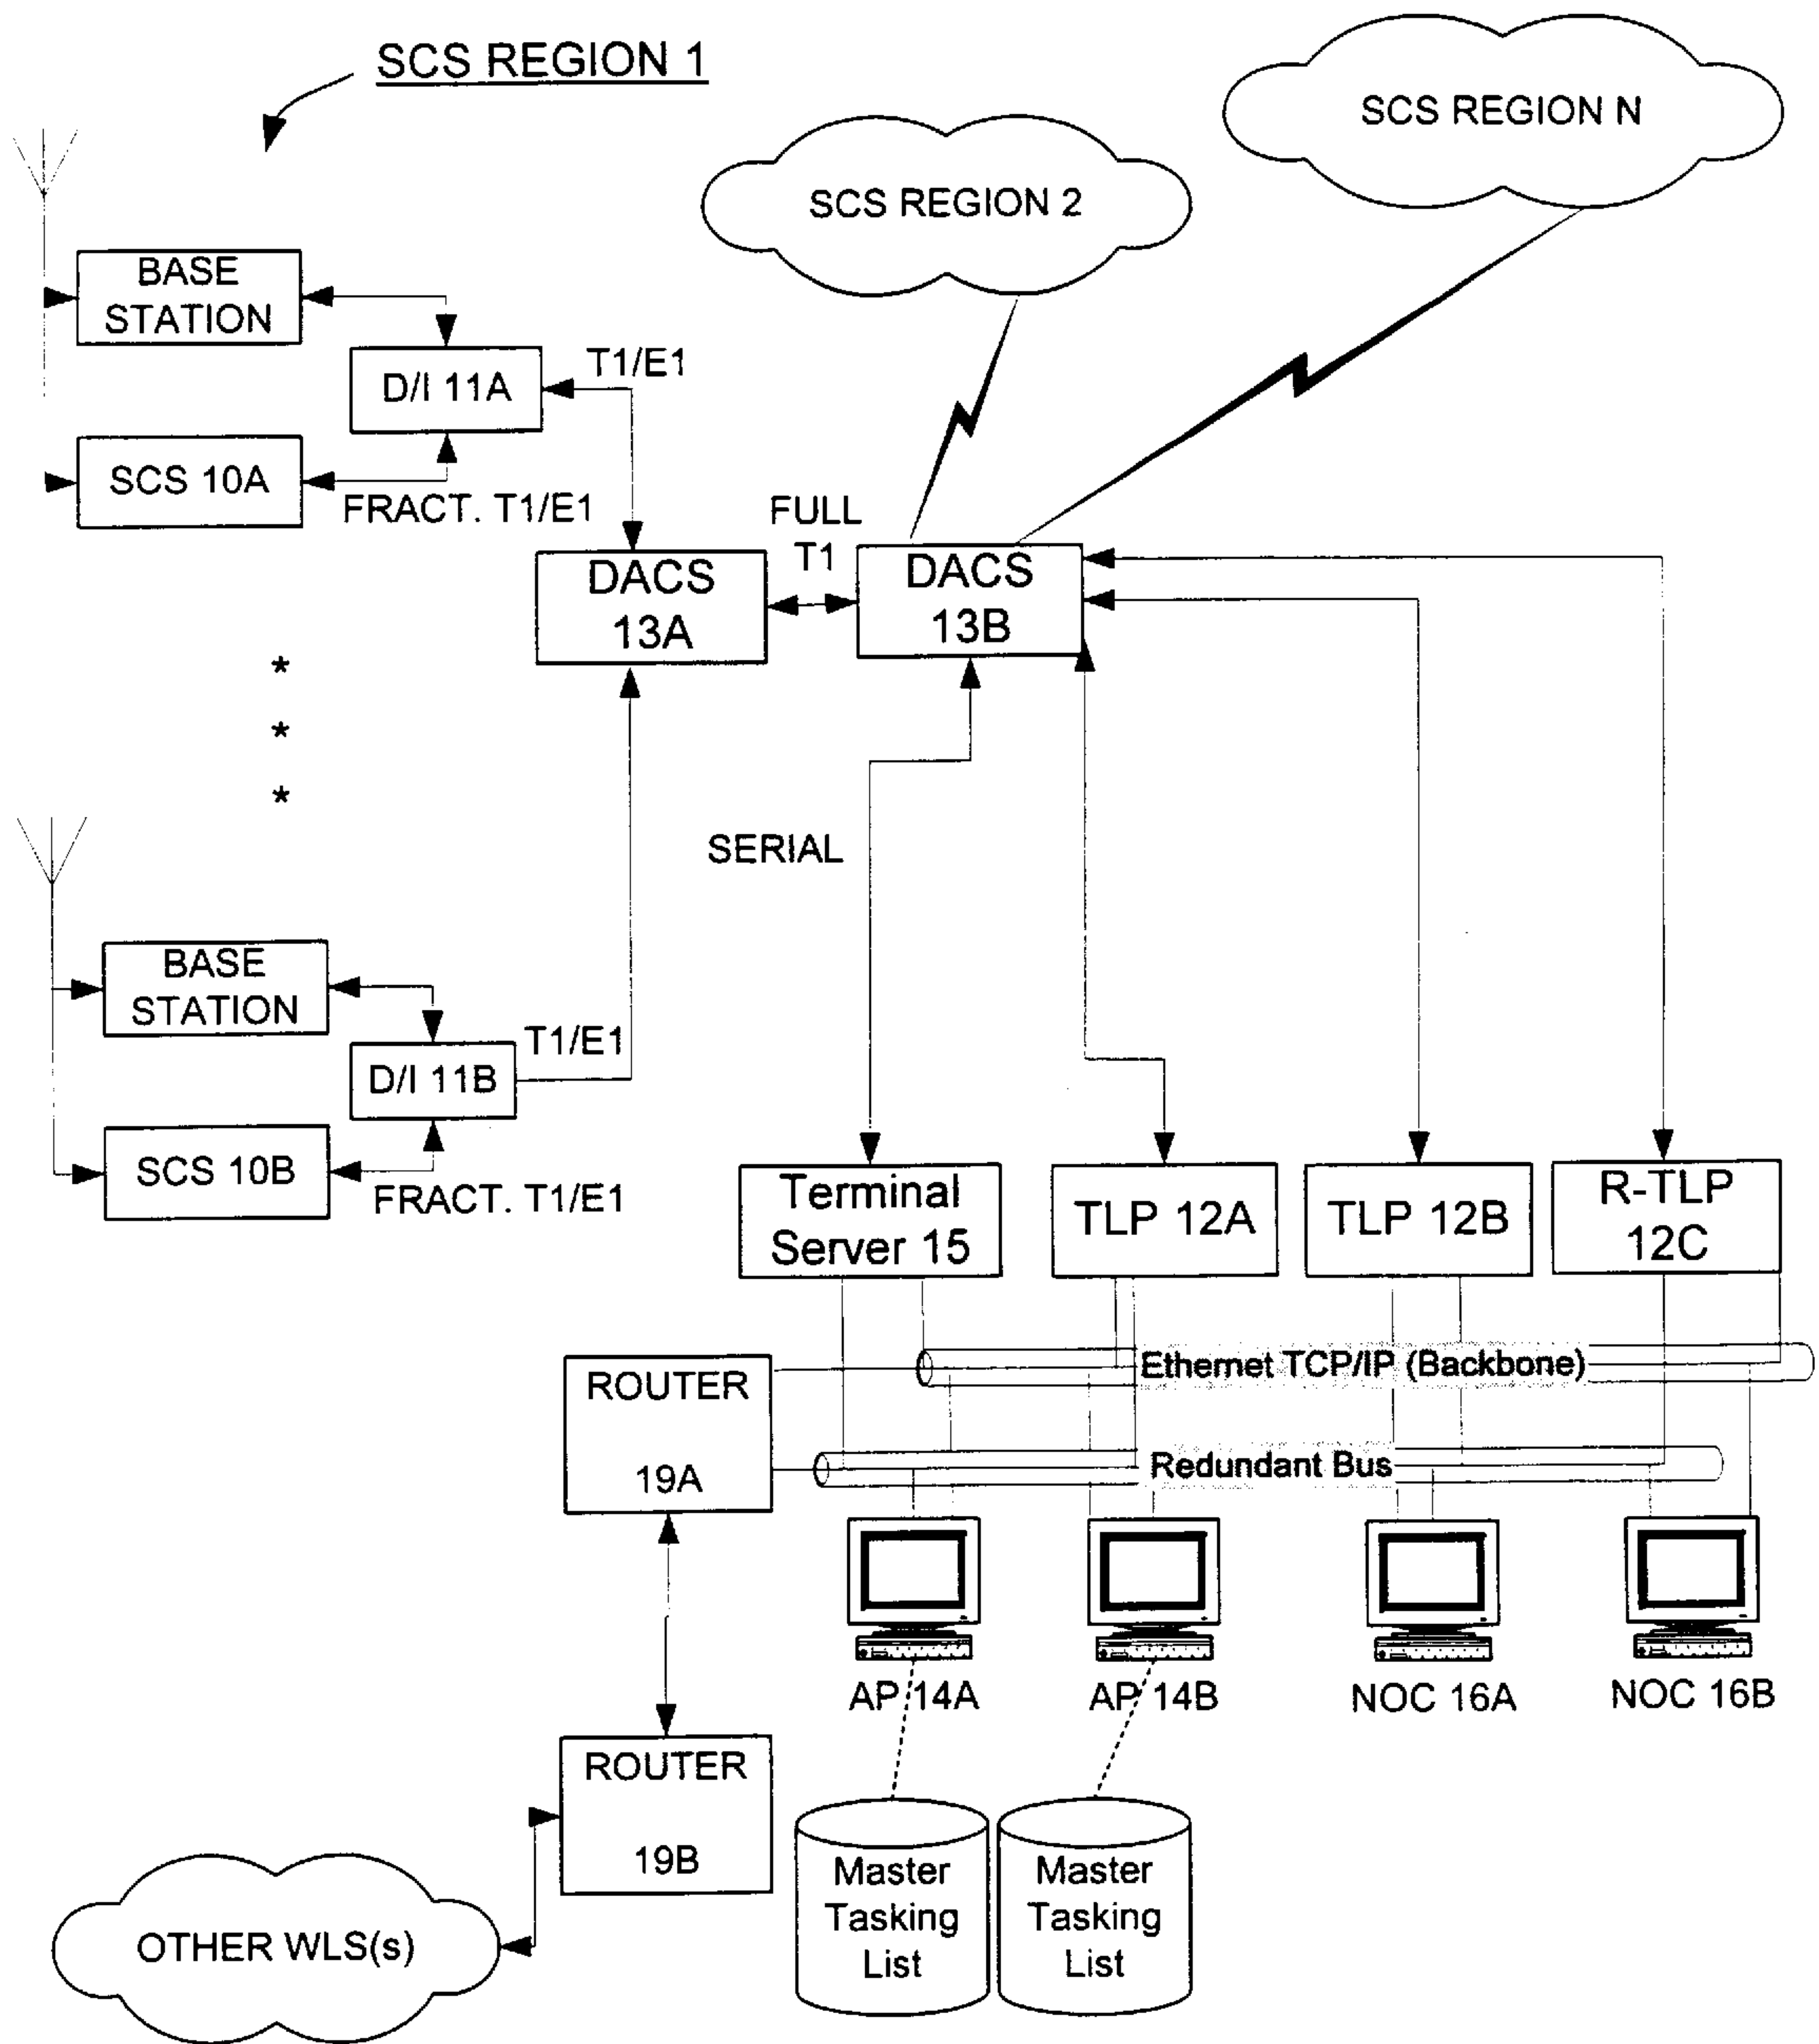 SCS REGION 1
SCS REGION N
SCS REGION 2
BASE
STATION
D/I 11A
T1/E1
SCS 10A
FRACT. T1/E1
FULL
T1
DACS
13A
DACS
13B
*
*
*
SERIAL
BASE
STATION
D/I 11B
T1/E1
SCS 10B
FRACT. T1/E1
Terminal
Server 15
TLP 12A
TLP 12B
R-TLP
12C
ROUTER
19A
Ethernet TCP/IP (Backbone)
Redundant Bus
AP 14A
AP 14B
NOC 16A
NOC 16B
ROUTER
19B
Master
Tasking
List
Master
Tasking
List
OTHER WLS(s)